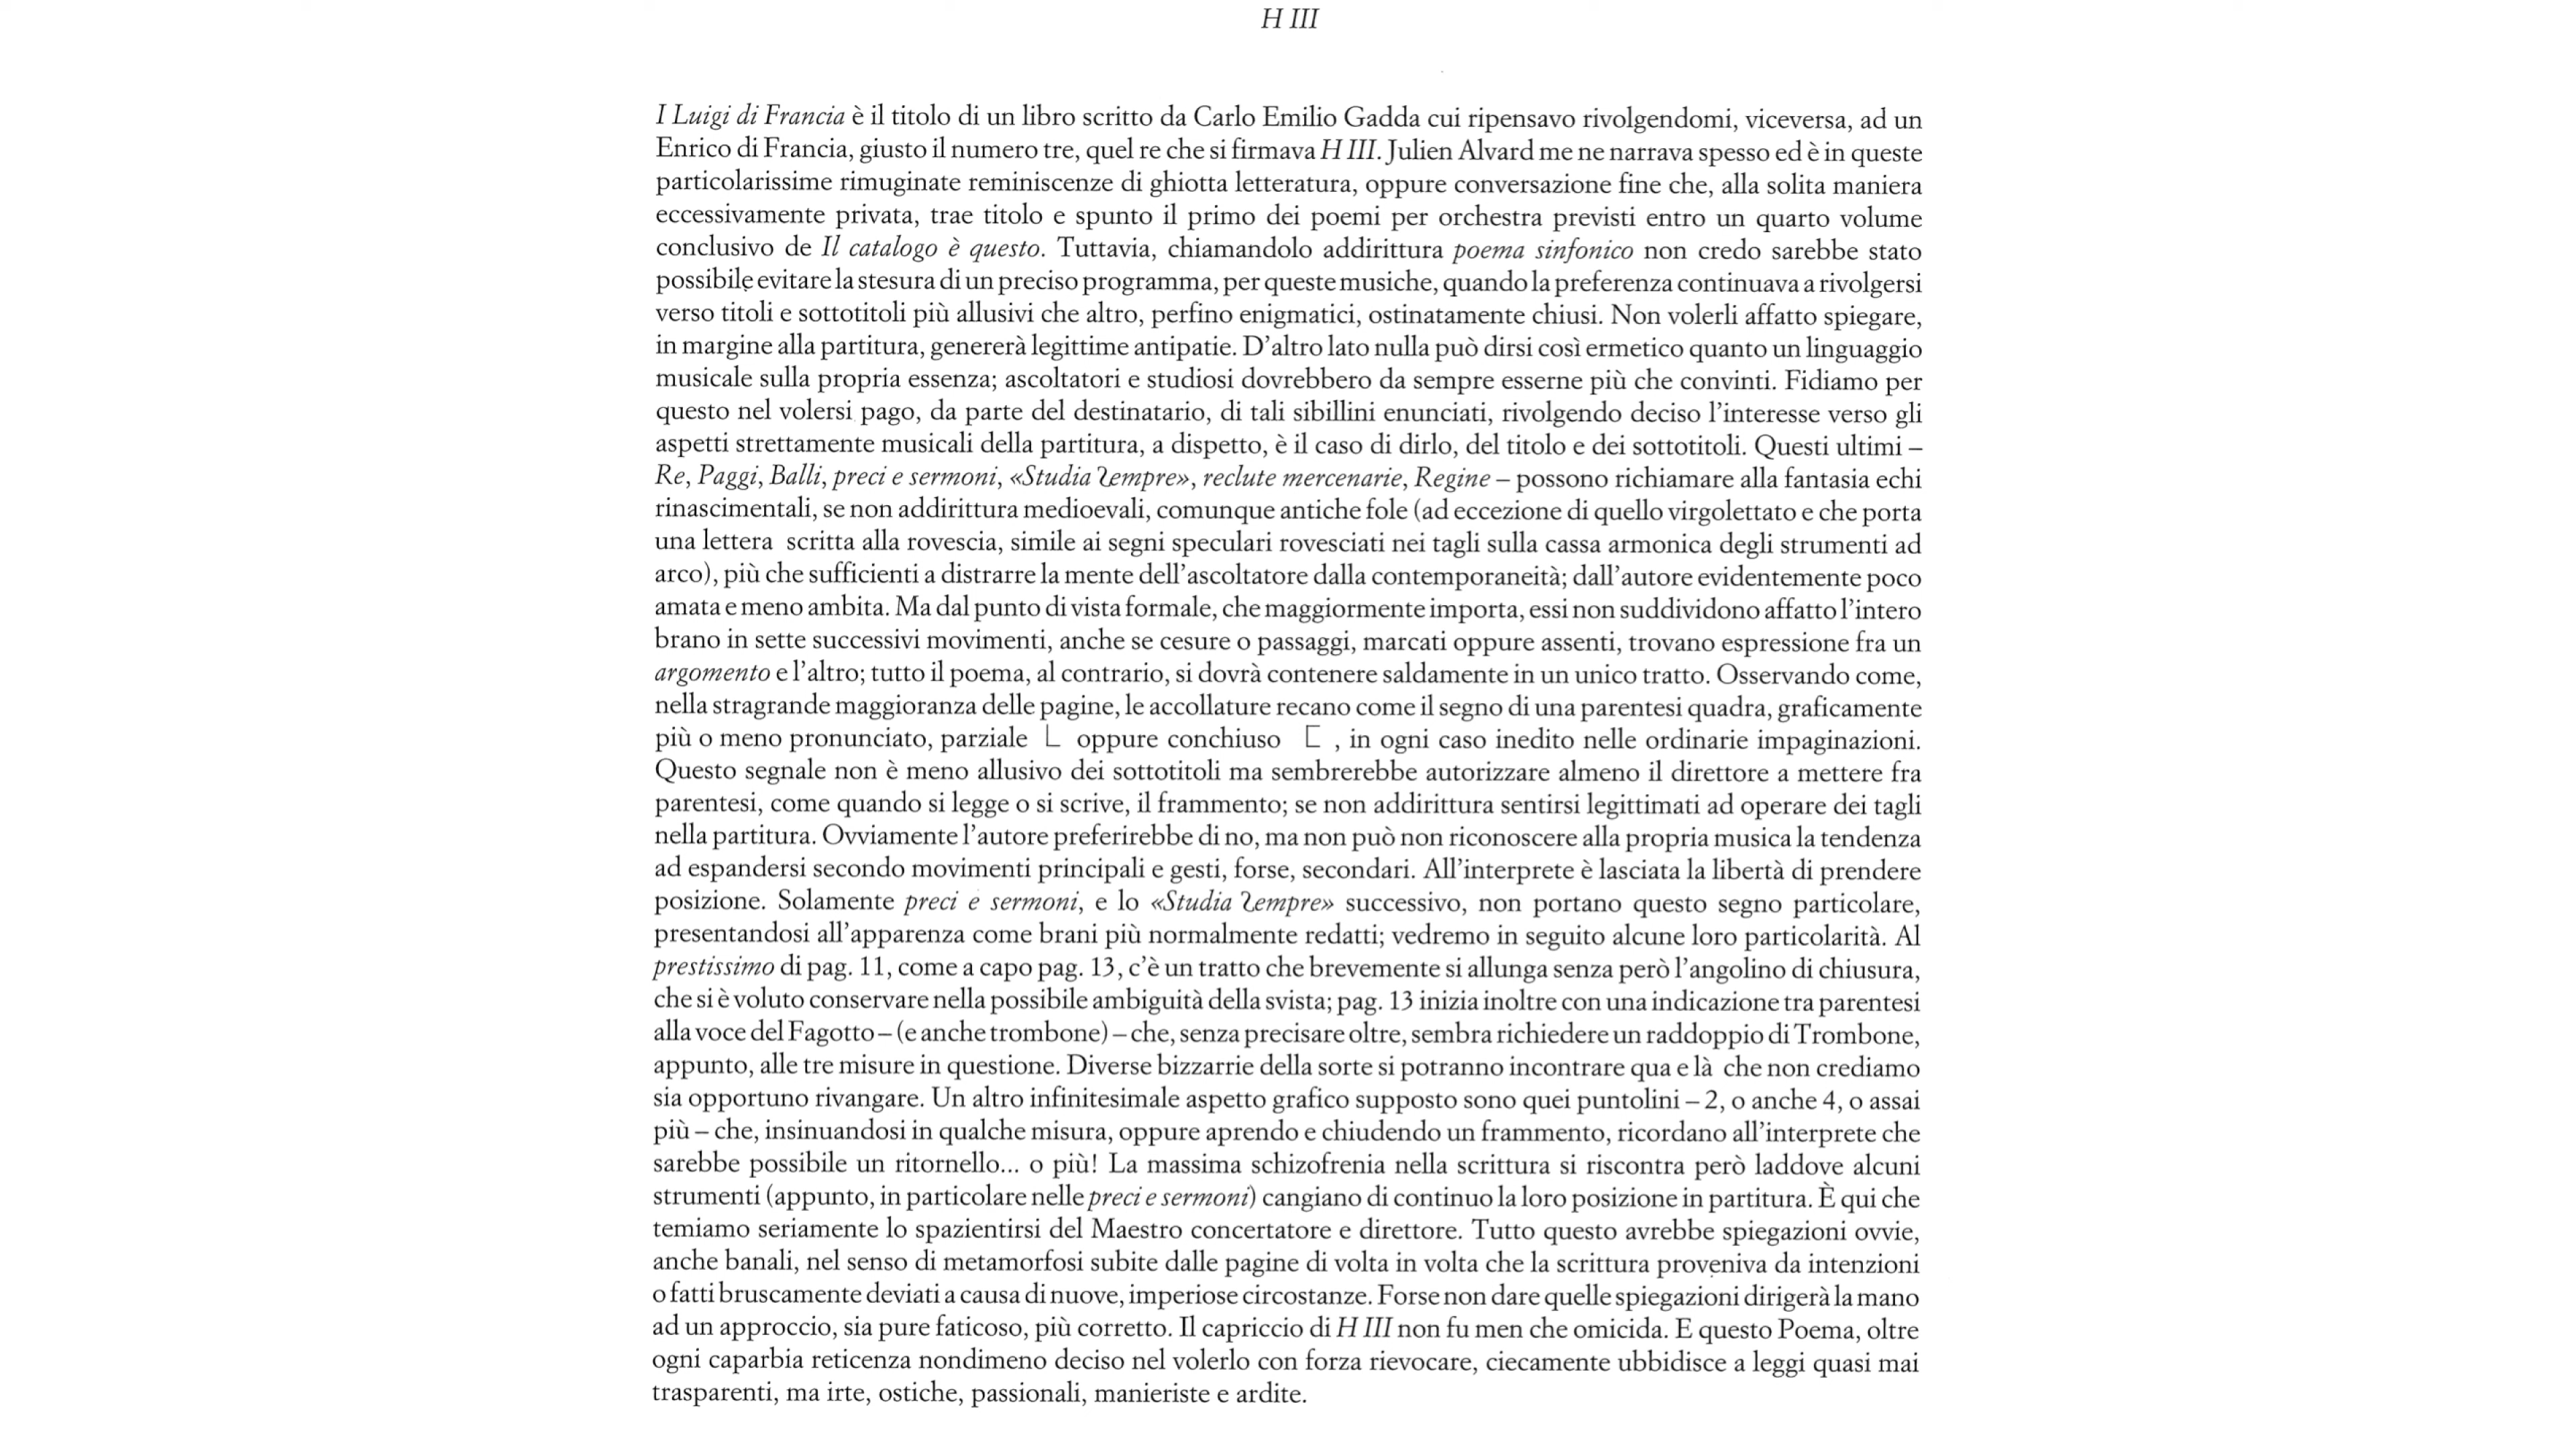 H III
I Luigi di Francia è il titolo di un libro scritto da Carlo Emilio Gadda cui ripensavo rivolgendomi, viceversa, ad un
Enrico di Francia, giusto il numero tre, quel re che si firmava H III. Julien Alvard me ne narrava spesso ed è in queste
particolarissime rimuginate reminiscenze di ghiotta letteratura, oppure conversazione fine che, alla solita maniera
eccessivamente privata, trae titolo e spunto il primo dei poemi per orchestra previsti entro un quarto volume
conclusivo de Il catalogo è questo. Tuttavia, chiamandolo addirittura poema sinfonico non credo sarebbe stato
possibile evitare la stesura di un preciso programma, per queste musiche, quando la preferenza continuava a rivolgersi
verso titoli e sottotitoli più allusivi che altro, perfino enigmatici, ostinatamente chiusi. Non volerli affatto spiegare,
in margine alla partitura, genererà legittime antipatie. D'altro lato nulla può dirsi così ermetico quanto un linguaggio
musicale sulla propria essenza; ascoltatori e studiosi dovrebbero da sempre esserne più che convinti. Fidiamo per
questo nel volersi pago, da parte del destinatario, di tali sibillini enunciati, rivolgendo deciso l'interesse verso gli
aspetti strettamente musicali della partitura, a dispetto, è il caso di dirlo, del titolo e dei sottotitoli. Questi ultimi –
Re, Paggi, Balli, preci e sermoni, «Studia Ƨempre», reclute mercenarie, Regine – possono richiamare alla fantasia echi
rinascimentali, se non addirittura medioevali, comunque antiche fole (ad eccezione di quello virgolettato e che porta
una lettera scritta alla rovescia, simile ai segni speculari rovesciati nei tagli sulla cassa armonica degli strumenti ad
arco), più che sufficienti a distrarre la mente dell'ascoltatore dalla contemporaneità; dall'autore evidentemente poco
amata e meno ambita. Ma dal punto di vista formale, che maggiormente importa, essi non suddividono affatto l'intero
brano in sette successivi movimenti, anche se cesure o passaggi, marcati oppure assenti, trovano espressione fra un
argomento e l'altro; tutto il poema, al contrario, si dovrà contenere saldamente in un unico tratto. Osservando come,
nella stragrande maggioranza delle pagine, le accollature recano come il segno di una parentesi quadra, graficamente
più o meno pronunciato, parziale L oppure conchiuso [ , in ogni caso inedito nelle ordinarie impaginazioni.
Questo segnale non è meno allusivo dei sottotitoli ma sembrerebbe autorizzare almeno il direttore a mettere fra
parentesi, come quando si legge o si scrive, il frammento; se non addirittura sentirsi legittimati ad operare dei tagli
nella partitura. Ovviamente l'autore preferirebbe di no, ma non può non riconoscere alla propria musica la tendenza
ad espandersi secondo movimenti principali e gesti, forse, secondari. All'interprete è lasciata la libertà di prendere
posizione. Solamente preci e sermoni, e lo «Studia Ƨempre» successivo, non portano questo segno particolare,
presentandosi all'apparenza come brani più normalmente redatti; vedremo in seguito alcune loro particolarità. Al
prestissimo di pag. 11, come a capo pag. 13, c'è un tratto che brevemente si allunga senza però l'angolino di chiusura,
che si è voluto conservare nella possibile ambiguità della svista; pag. 13 inizia inoltre con una indicazione tra parentesi
alla voce del Fagotto – (e anche trombone) – che, senza precisare oltre, sembra richiedere un raddoppio di Trombone,
appunto, alle tre misure in questione. Diverse bizzarrie della sorte si potranno incontrare qua e là che non crediamo
sia opportuno rivangare. Un altro infinitesimale aspetto grafico supposto sono quei puntolini – 2, o anche 4, o assai
più – che, insinuandosi in qualche misura, oppure aprendo e chiudendo un frammento, ricordano all'interprete che
sarebbe possibile un ritornello... o più! La massima schizofrenia nella scrittura si riscontra però laddove alcuni
strumenti (appunto, in particolare nelle preci e sermoni) cangiano di continuo la loro posizione in partitura. È qui che
temiamo seriamente lo spazientirsi del Maestro concertatore e direttore. Tutto questo avrebbe spiegazioni ovvie,
anche banali, nel senso di metamorfosi subite dalle pagine di volta in volta che la scrittura proveniva da intenzioni
o fatti bruscamente deviati a causa di nuove, imperiose circostanze. Forse non dare quelle spiegazioni dirigerà la mano
ad un approccio, sia pure faticoso, più corretto. Il capriccio di H III non fu men che omicida. E questo Poema, oltre
ogni caparbia reticenza nondimeno deciso nel volerlo con forza rievocare, ciecamente ubbidisce a leggi quasi mai
trasparenti, ma irte, ostiche, passionali, manieriste e ardite.